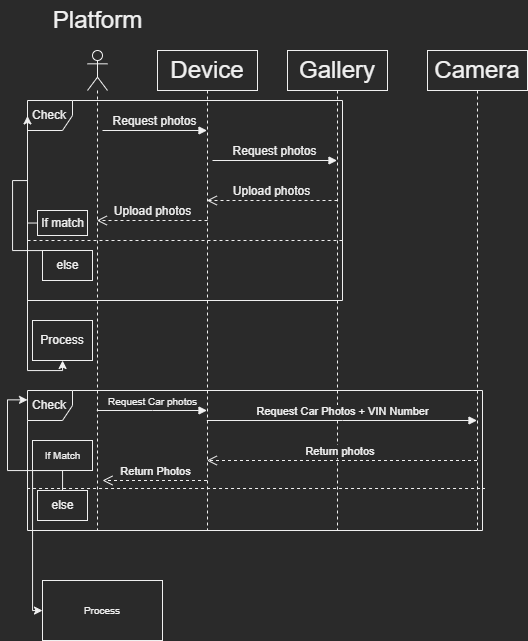 Platform
Device
Gallery
Camera
Check
Request photos
Request photos
Upload photos
Upload photos
If match
else
Process
Check
Request Car photos
Request Car Photos + VIN Number
Return photos
If Match
Return Photos
else
Process